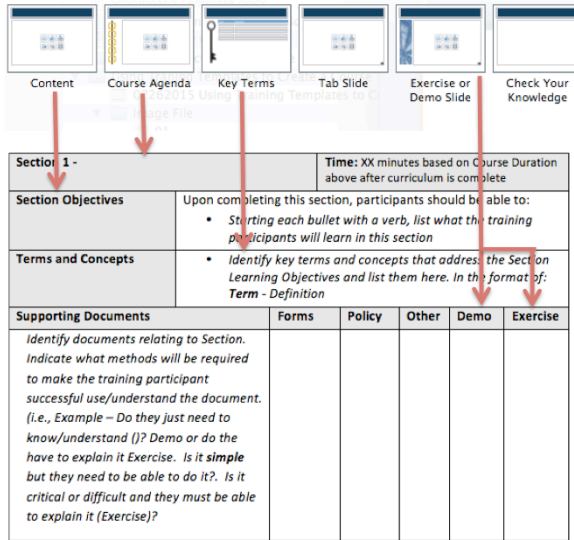 Content
Course Agenda
Key Terms
Tab Slide
Exercise or
Demo Slide
Check Your
Knowledge
Image File
Section 1 -
Time: XX minutes based on Course Duration
above after curriculum is complete
Section Objectives
Upon completing this section, participants should be able to:
• Starting each bullet with a verb, list what the training
participants will learn in this section
Terms and Concepts
• Identify key terms and concepts that address the Section
Learning Objectives and list them here. In the format of:
Term - Definition
Supporting Documents
Forms
Policy
Other
Demo
Exercise
Identify documents relating to Section.
Indicate what methods will be required
to make the training participant
successful use/understand the document.
(i.e., Example – Do they just need to
know/understand ()? Demo or do the
have to explain it Exercise. Is it simple
but they need to be able to do it?. Is it
critical or difficult and they must be able
to explain it (Exercise)?